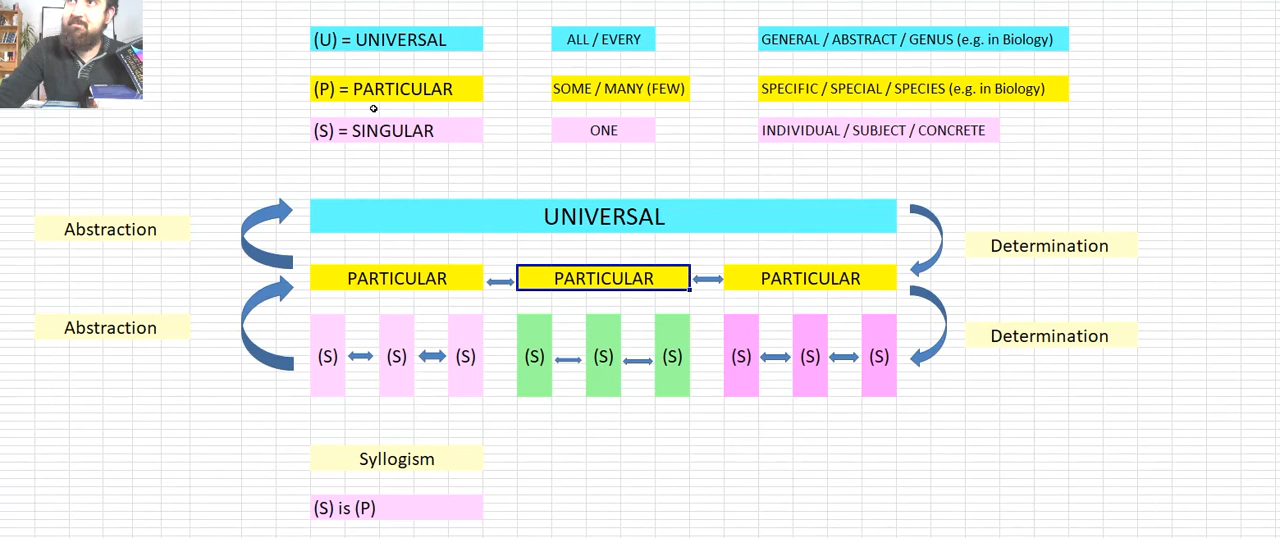 (U) = UNIVERSAL ALL / EVERY GENERAL / ABSTRACT / GENUS (e.g. in Biology)
(P) = PARTICULAR SOME / MANY (FEW) SPECIFIC / SPECIAL / SPECIES (e.g. in Biology)
(S) = SINGULAR ONE INDIVIDUAL / SUBJECT / CONCRETE
UNIVERSAL
Abstraction
Determination
PARTICULAR PARTICULAR PARTICULAR
Abstraction
Determination
(S) (S) (S) (S) (S) (S) (S) (S) (S)
Syllogism
(S) is (P)